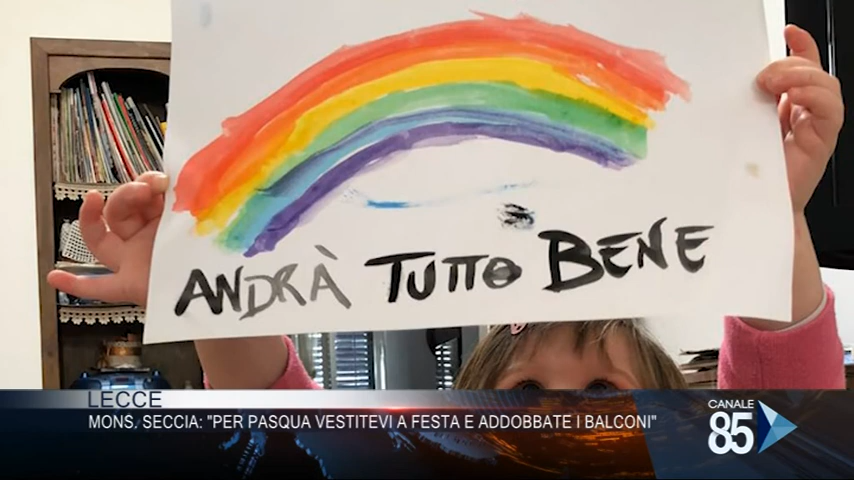 ANDRÀ TUTTO BENE
LECCE
MONS. SECCIA: "PER PASQUA VESTITEVI A FESTA E ADDOBBATE I BALCONI"
CANALE
85